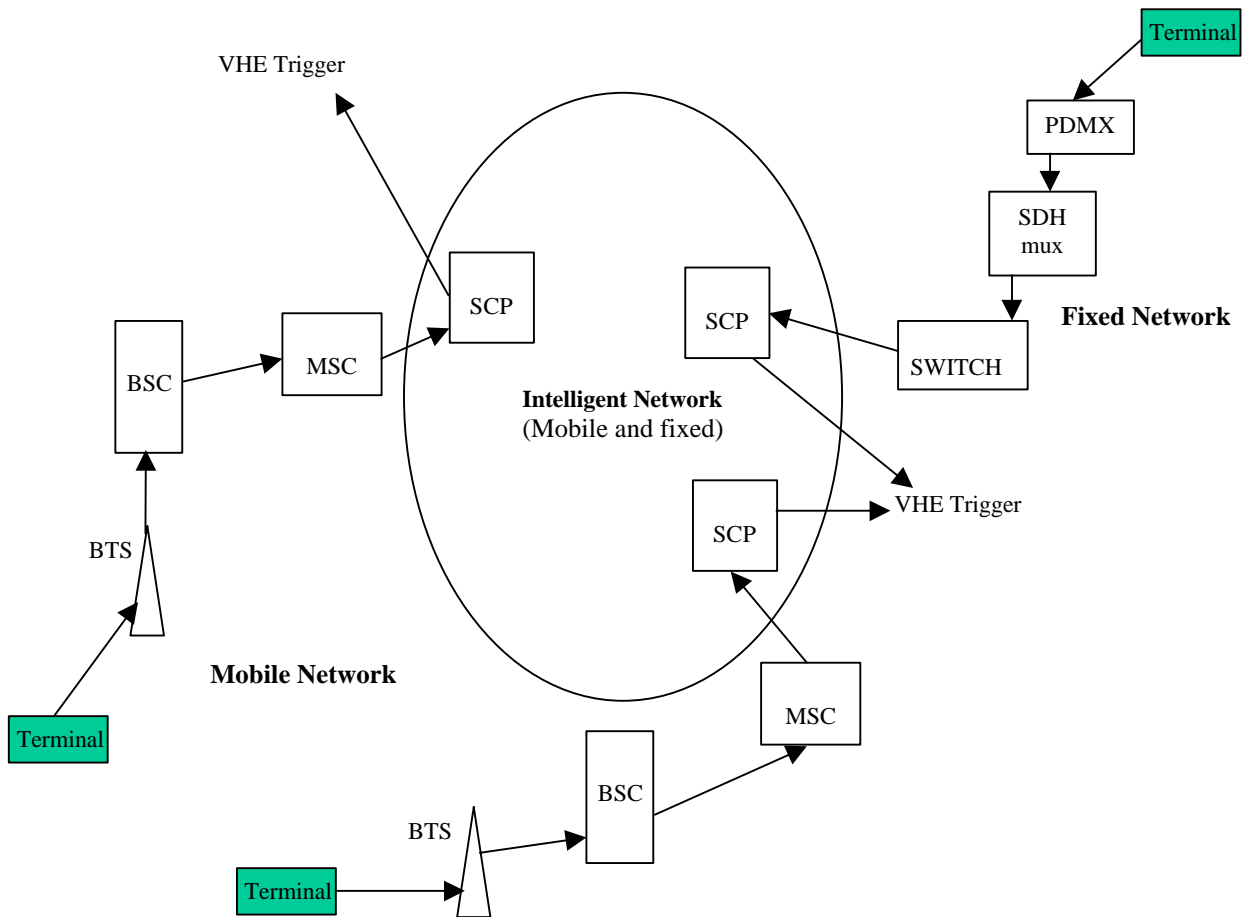 Terminal
VHE Trigger
PDMX
SDH
mux
SCP
SCP
Fixed Network
BSC
MSC
SWITCH
Intelligent Network
(Mobile and fixed)
VHE Trigger
SCP
BTS
Mobile Network
MSC
Terminal
BSC
BTS
Terminal